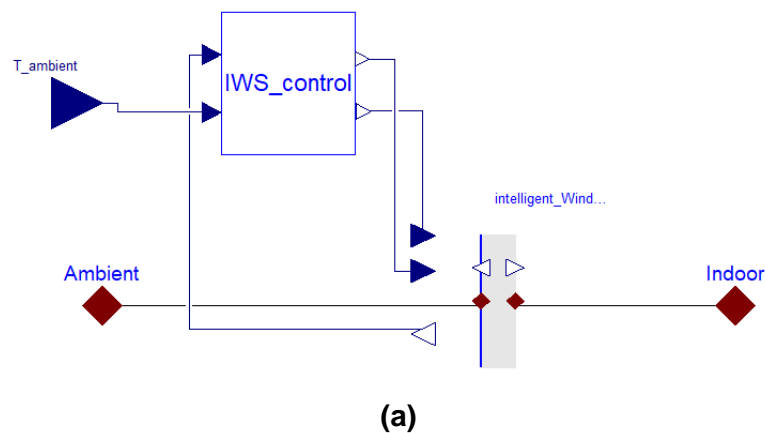 T_ambient
IWS_control
intelligent_Wind...
Ambient
Indoor
(a)